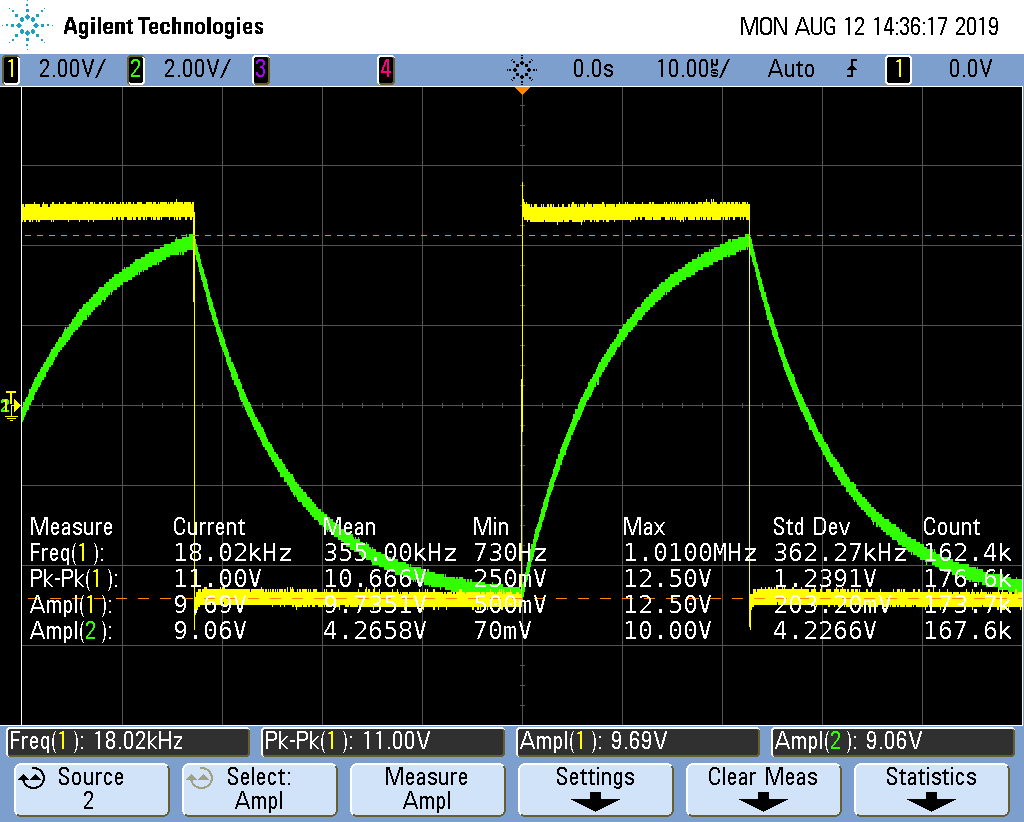 Agilent Technologies MON AUG 12 14:36:17 2019
1 2.00V/ 2 2.00V/ 3 4 0.0s 10.00µs/ Auto 1 0.0V
Measure Current Mean Min Max Std Dev Count
Freq(1): 18.02kHz 355.00kHz 730Hz 1.0100MHz 362.27kHz 162.4k
Pk-Pk(1): 11.00V 10.666V 250mV 12.50V 1.2391V 176.6k
Ampl(1): 9.69V 9.7351V 500mV 12.50V 203.20mV 173.7k
Ampl(2): 9.06V 4.2658V 70mV 10.00V 4.2266V 167.6k
Freq(1): 18.02kHz Pk-Pk(1): 11.00V Ampl(1): 9.69V Ampl(2): 9.06V
Source Select: Measure Settings Clear Meas Statistics
2 Ampl Ampl